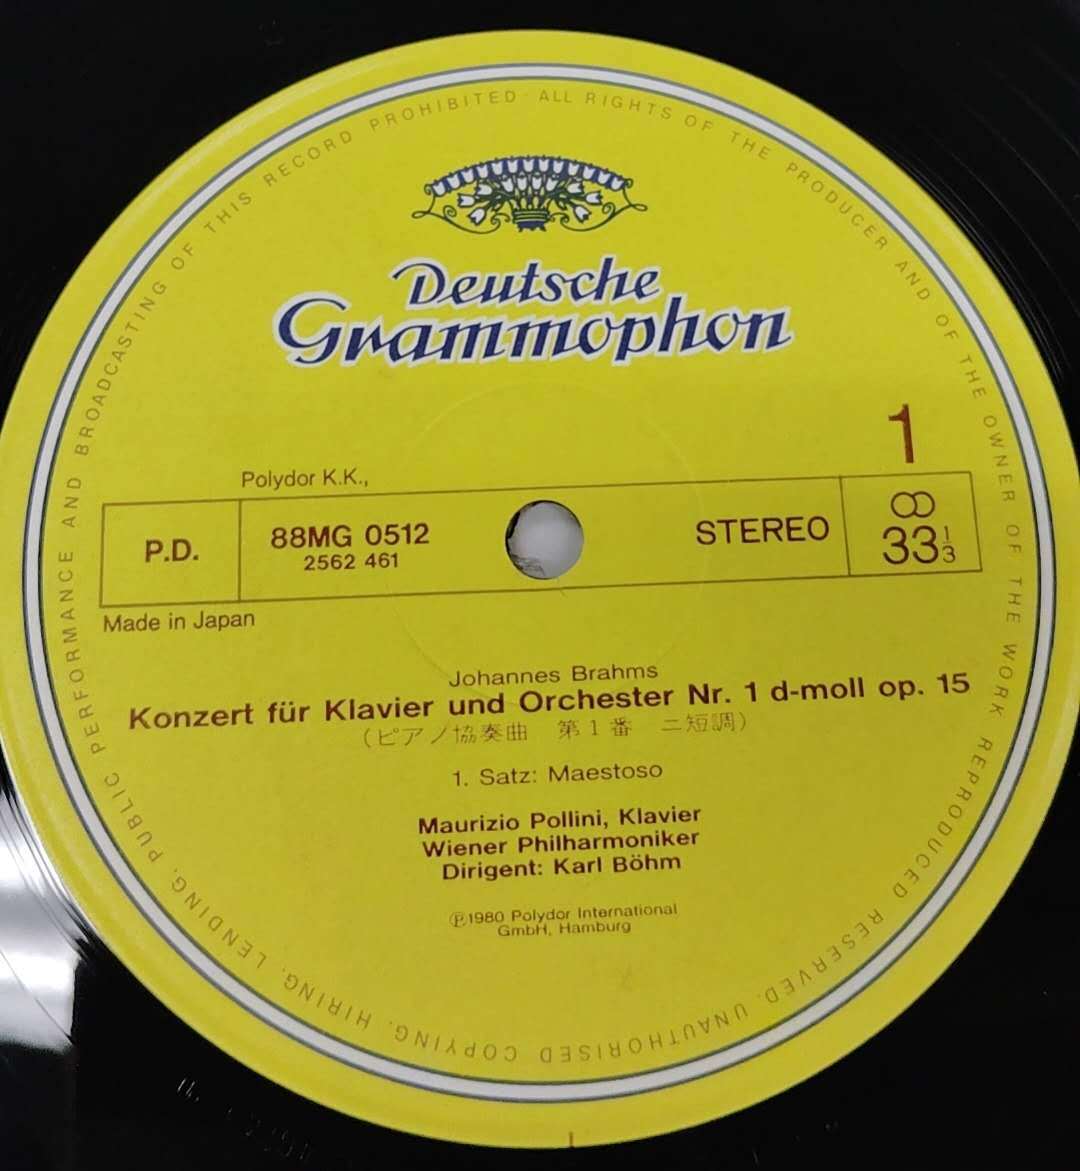 ALL RIGHTS OF THE PRODUCER AND OF THE OWNER OF THE WORK REPRODUCED RESERVED. UNAUTHORISED COPYING, HIRING, LENDING, PUBLIC PERFORMANCE AND BROADCASTING OF THIS RECORD PROHIBITED
Deutsche
Grammophon
1
Polydor K.K.,
P.D. 88MG 0512 STEREO ∞
2562 461 33 1/3
Made in Japan
Johannes Brahms
Konzert für Klavier und Orchester Nr. 1 d-moll op. 15
(ピアノ協奏曲 第1番 ニ短調)
1. Satz: Maestoso
Maurizio Pollini, Klavier
Wiener Philharmoniker
Dirigent: Karl Böhm
℗1980 Polydor International
GmbH, Hamburg